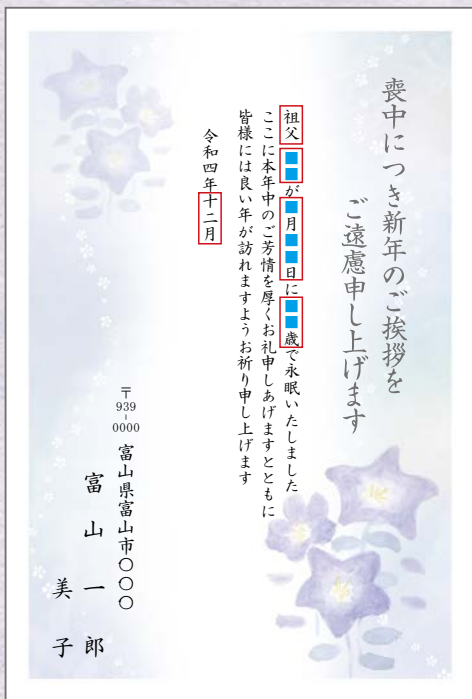 喪中につき新年のご挨拶を
ご遠慮申し上げます
祖父■■が■月■■日に■■歳で永眠いたしました
ここに本年中のご芳情を厚くお礼申しあげますとともに
皆様には良い年が訪れますようお祈り申し上げます
令和四年十二月
〒939-0000
富山県富山市〇〇〇
富山一郎
美子